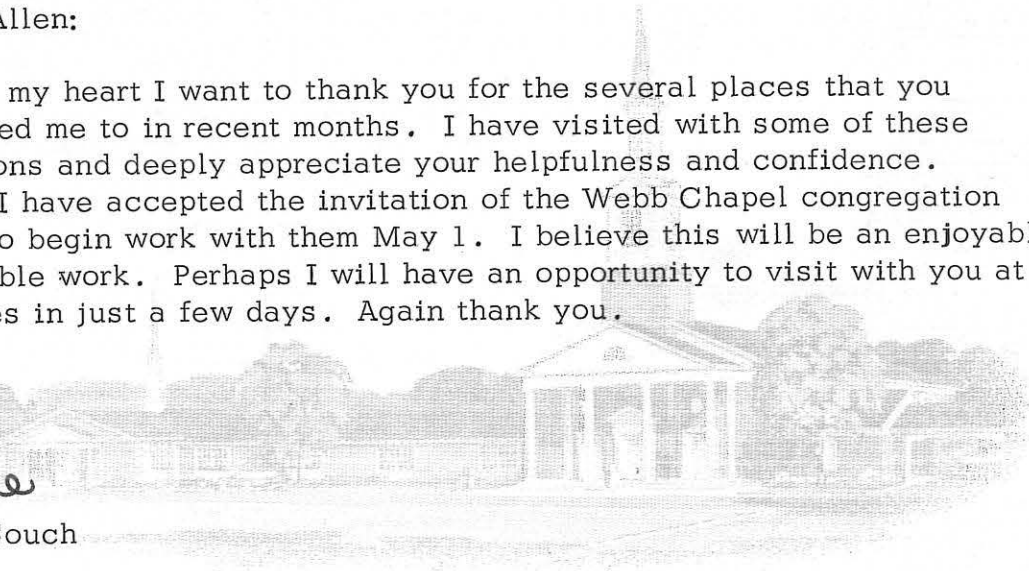 Allen:
my heart I want to thank you for the several places that you
ed me to in recent months. I have visited with some of these
ons and deeply appreciate your helpfulness and confidence.
I have accepted the invitation of the Webb Chapel congregation
o begin work with them May 1. I believe this will be an enjoyabl
ble work. Perhaps I will have an opportunity to visit with you at
es in just a few days. Again thank you.
e
Couch